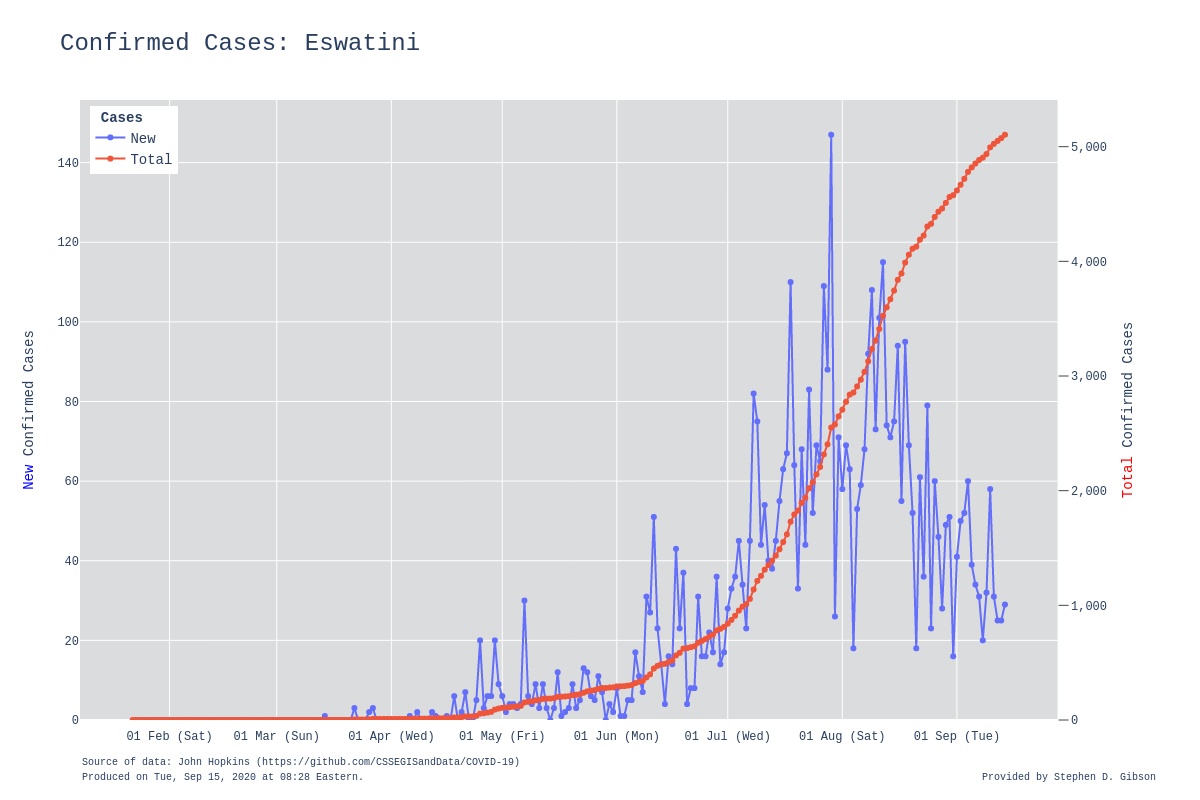 Confirmed Cases: Eswatini
Cases
New
Total
140
120
100
80
60
40
20
0
5,000
4,000
3,000
2,000
1,000
0
New Confirmed Cases
Total Confirmed Cases
01 Feb (Sat) 01 Mar (Sun) 01 Apr (Wed) 01 May (Fri) 01 Jun (Mon) 01 Jul (Wed) 01 Aug (Sat) 01 Sep (Tue)
Source of data: John Hopkins (https://github.com/CSSEGISandData/COVID-19)
Produced on Tue, Sep 15, 2020 at 08:28 Eastern.
Provided by Stephen D. Gibson